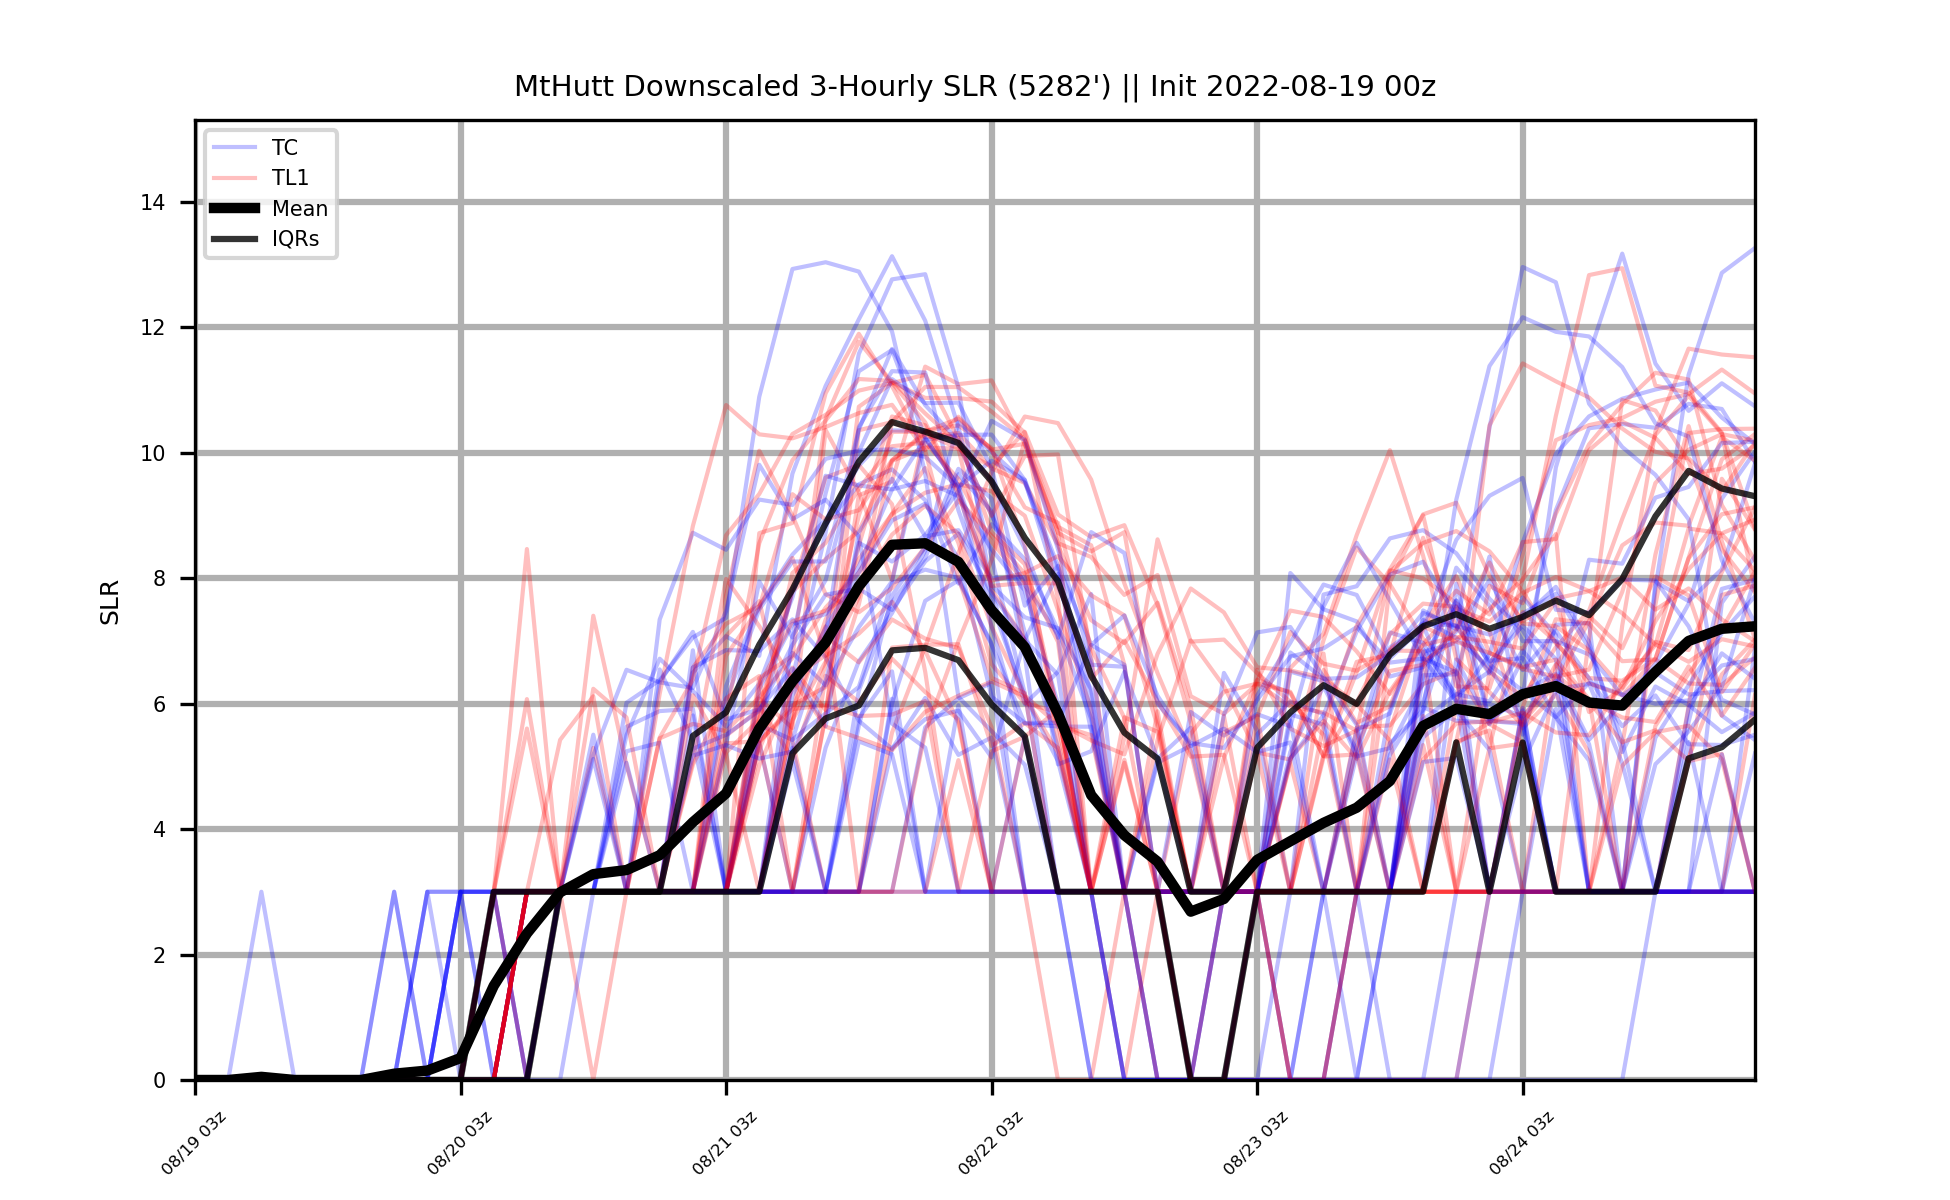 MtHutt Downscaled 3-Hourly SLR (5282') || Init 2022-08-19 00z
TC
TL1
Mean
IQRs
14
12
10
8
6
4
2
0
SLR
08/19 03z
08/20 03z
08/21 03z
08/22 03z
08/23 03z
08/24 03z